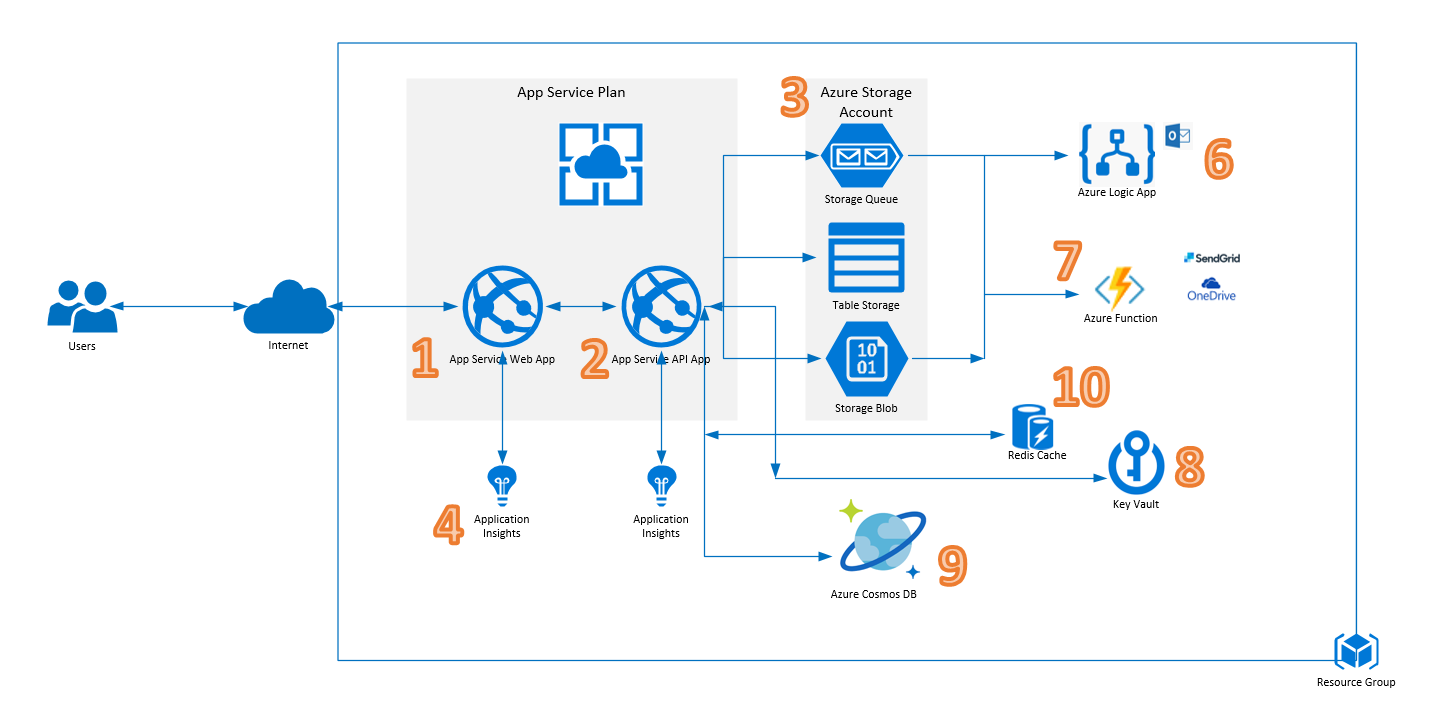 App Service Plan
3
Azure Storage
Account
6
Azure Logic App
Storage Queue
7
SendGrid
OneDrive
Table Storage
Azure Function
Users
Internet
1
App Service Web App
2
App Service API App
10
01
Storage Blob
10
Redis Cache
8
Key Vault
4
Application
Insights
Application
Insights
9
Azure Cosmos DB
Resource Group